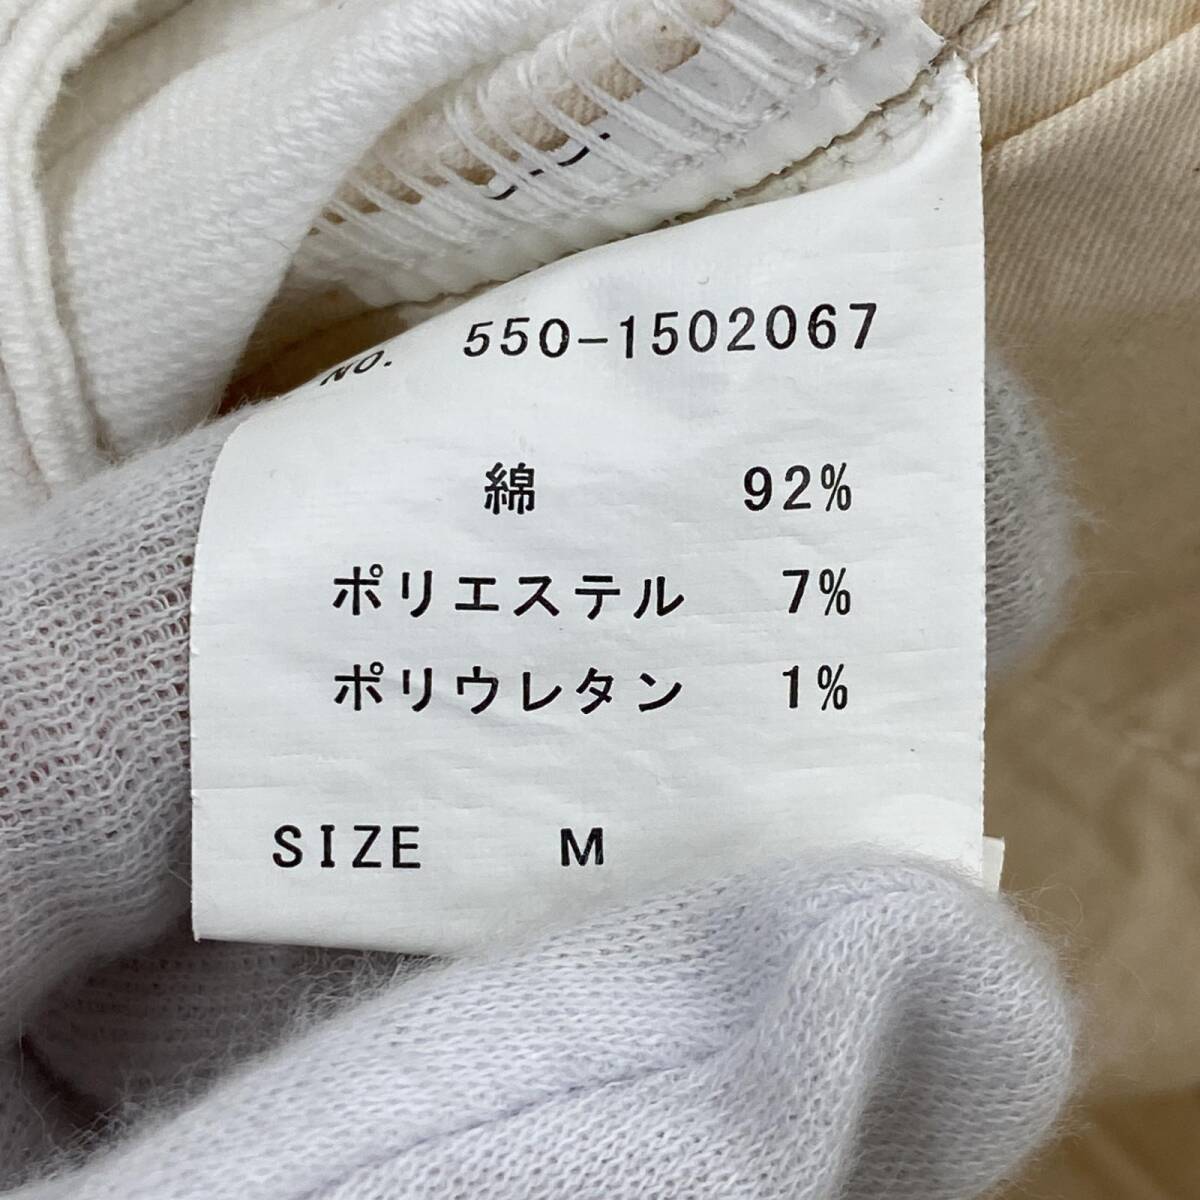 NO. 550-1502067
綿 92%
ポリエステル 7%
ポリウレタン 1%
SIZE M